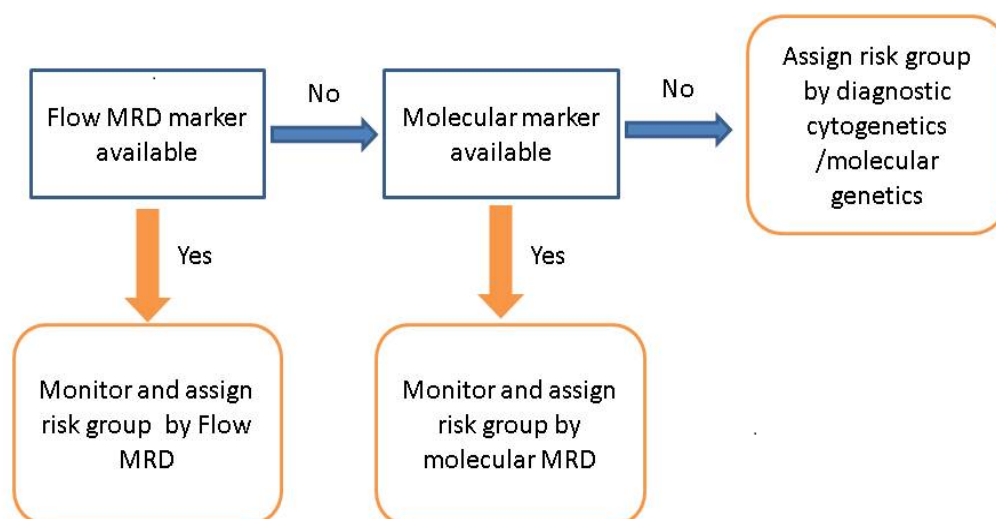 Flow MRD marker
available
No
Molecular marker
available
No
Assign risk group
by diagnostic
cytogenetics
/molecular
genetics
Yes
Yes
Monitor and assign
risk group by Flow
MRD
Monitor and assign
risk group by
molecular MRD